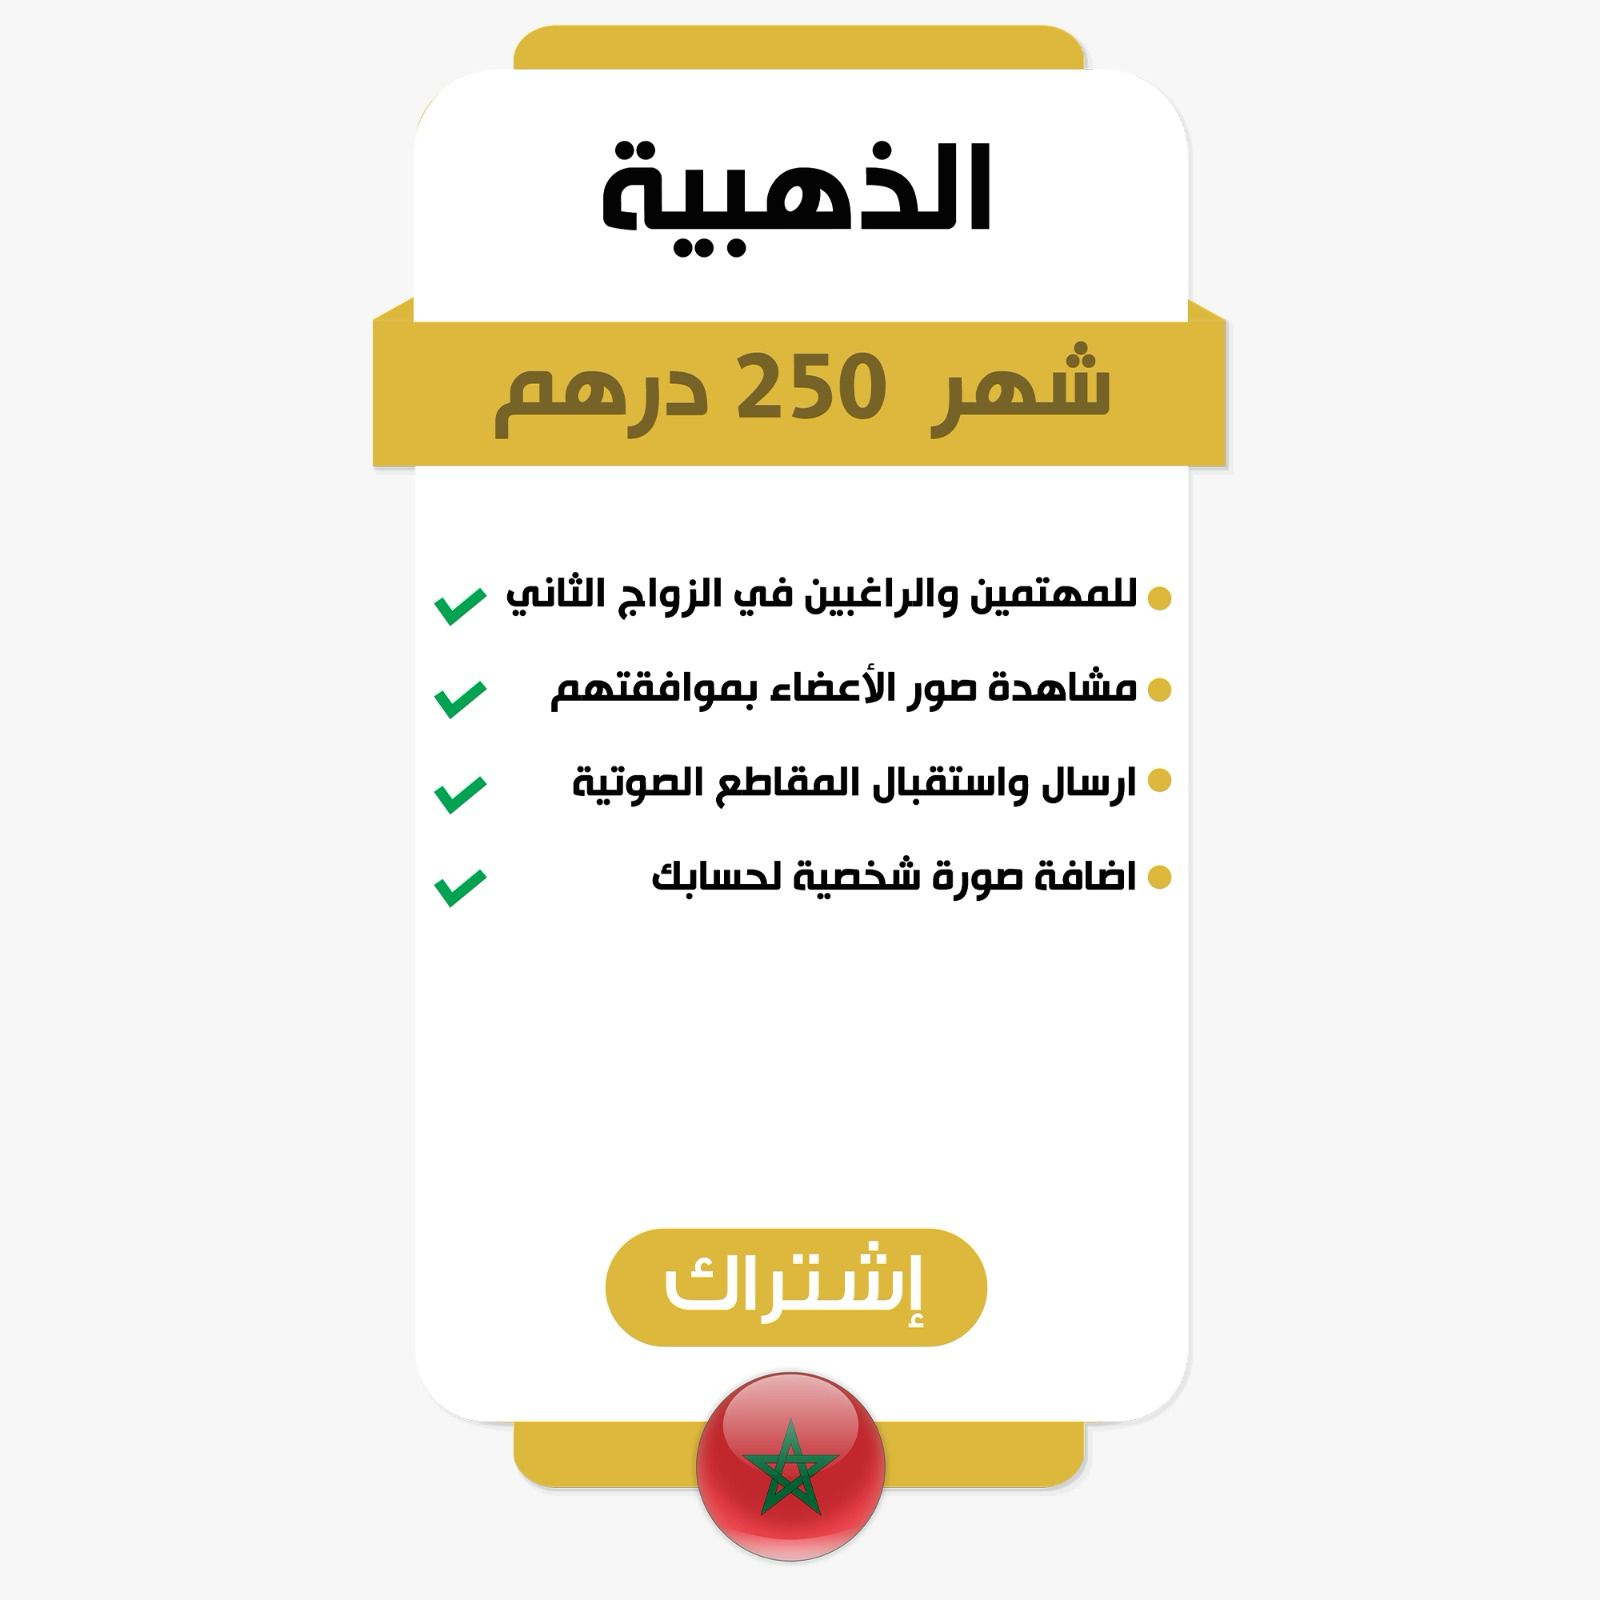 الذهبية
شهر 250 درهم
للمهتمين والراغبين في الزواج الثاني
مشاهدة صور الأعضاء بموافقتهم
ارسال واستقبال المقاطع الصوتية
اضافة صورة شخصية لحسابك
إشتراك